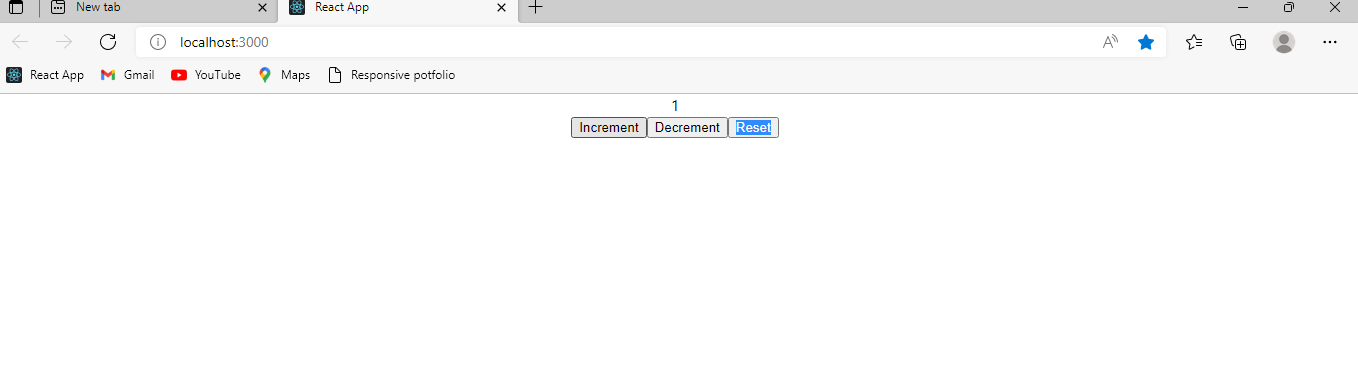 New tab
React App
localhost:3000
React App Gmail YouTube Maps Responsive potfolio
1
Increment Decrement Reset